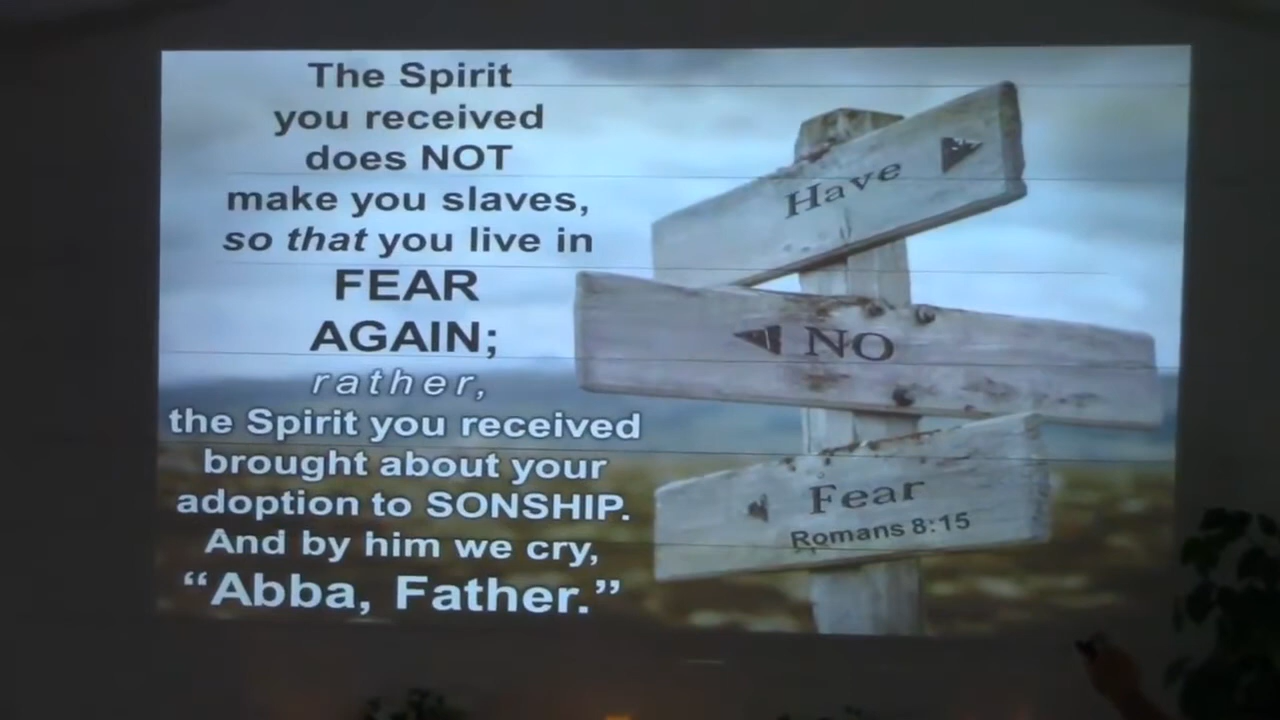 The Spirit
you received
does NOT
make you slaves,
so that you live in
FEAR
AGAIN;
rather,
the Spirit you received
brought about your
adoption to SONSHIP.
And by him we cry,
“Abba, Father.”
Have
NO
Fear
Romans 8:15